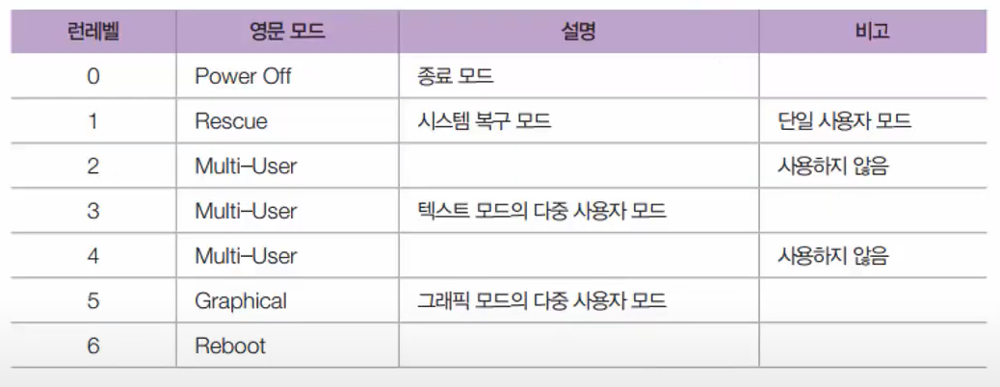 런레벨 영문 모드 설명 비고
0 Power Off 종료 모드
1 Rescue 시스템 복구 모드 단일 사용자 모드
2 Multi–User 사용하지 않음
3 Multi–User 텍스트 모드의 다중 사용자 모드
4 Multi–User 사용하지 않음
5 Graphical 그래픽 모드의 다중 사용자 모드
6 Reboot